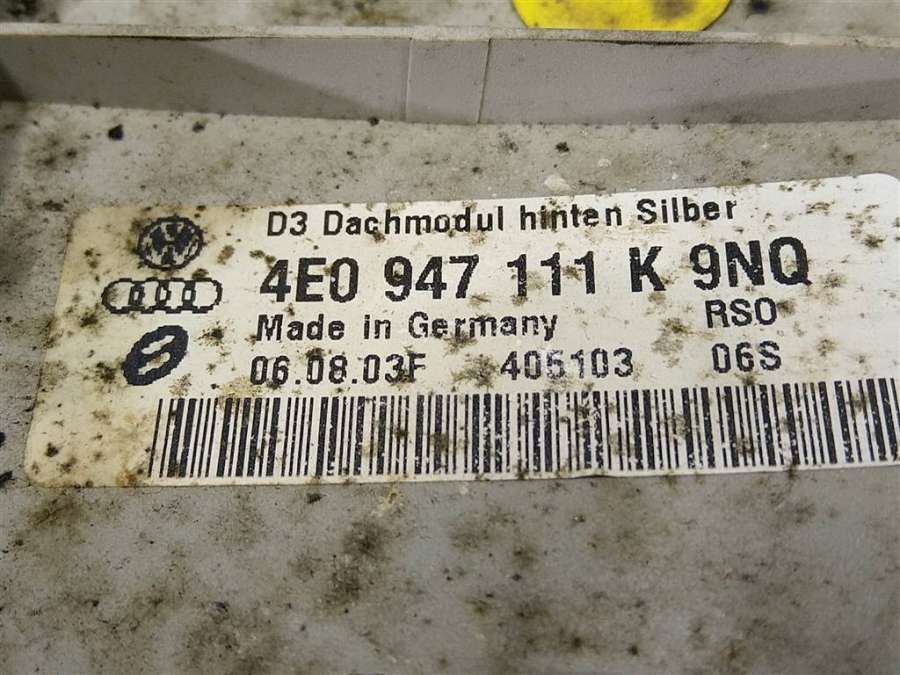 D3 Dachmodul hinten Silber
4E0 947 111 K 9NQ
Made in Germany RSO
06.08.03F 405103 06S